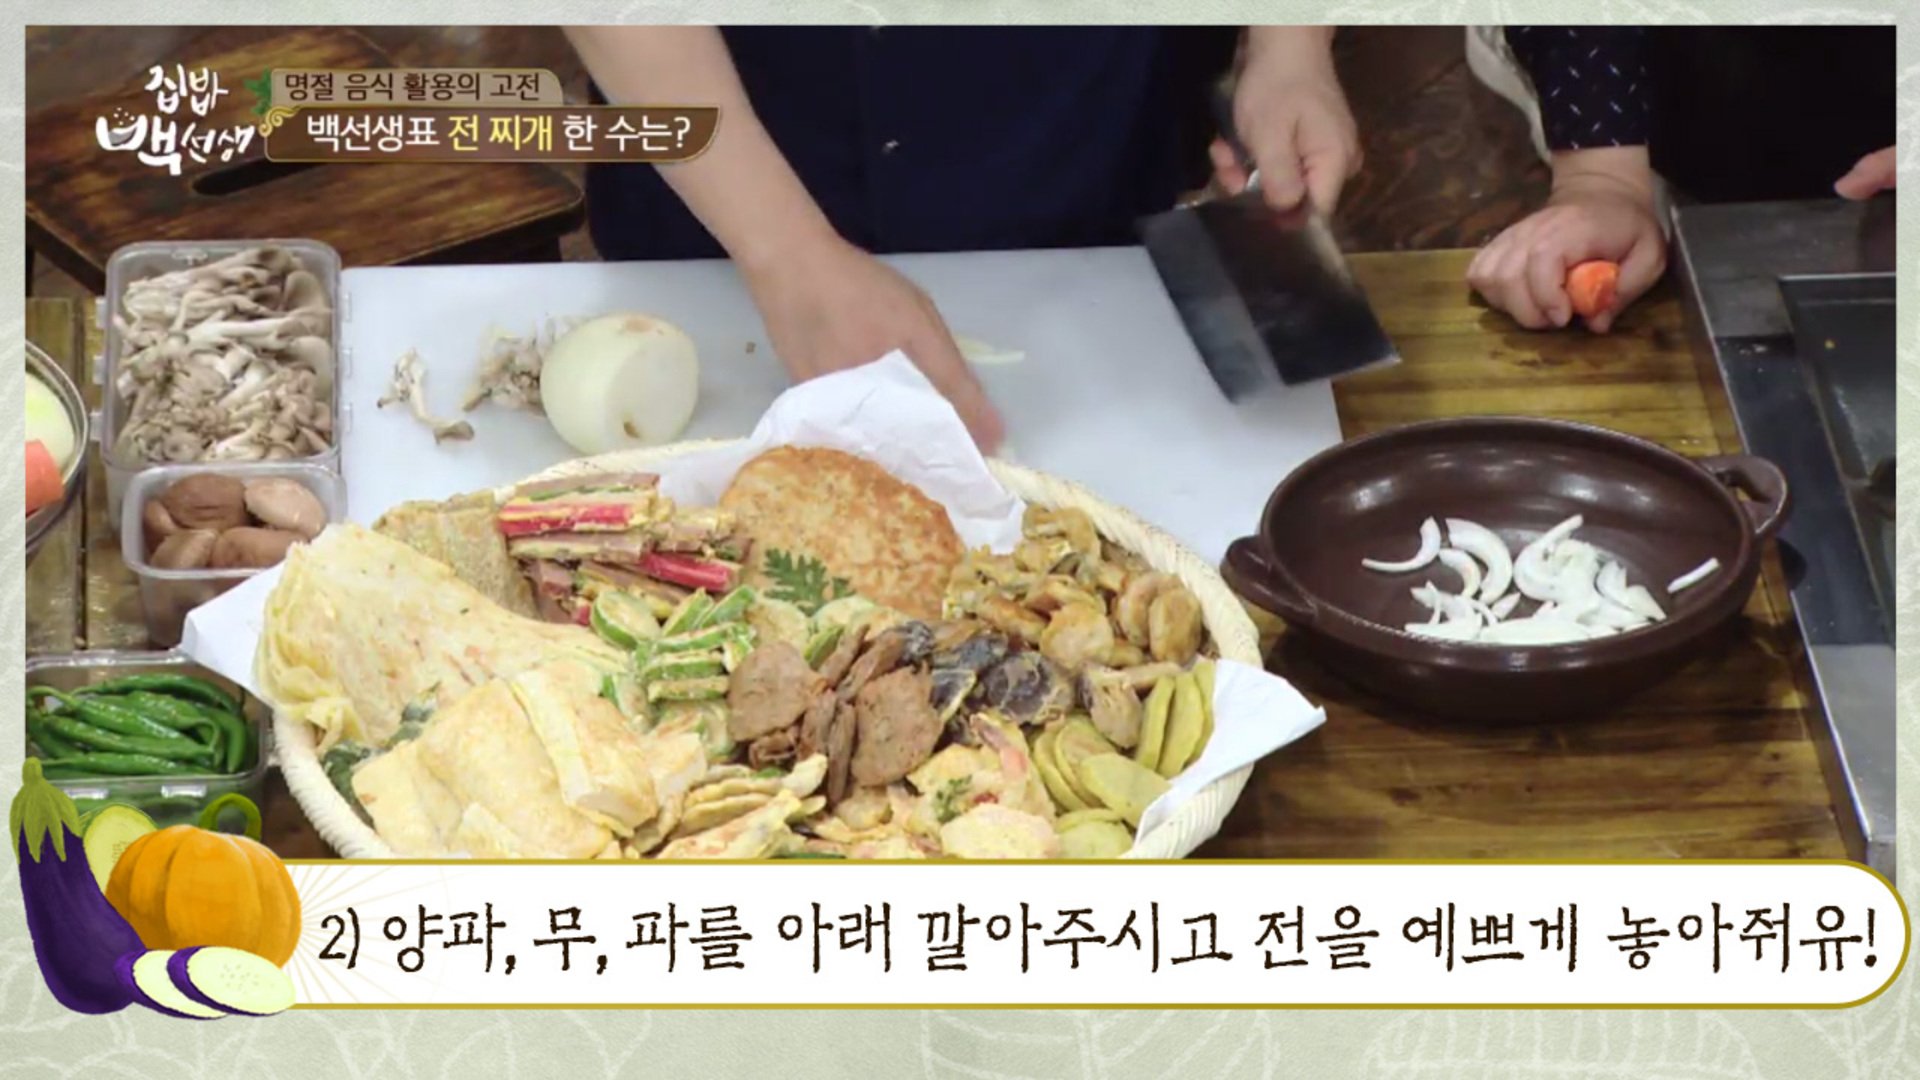 집밥
백선생
명절 음식 활용의 고전
백선생표 전 찌개 한 수는?
2) 양파, 무, 파를 아래 깔아주시고 전을 예쁘게 놓아줘유!